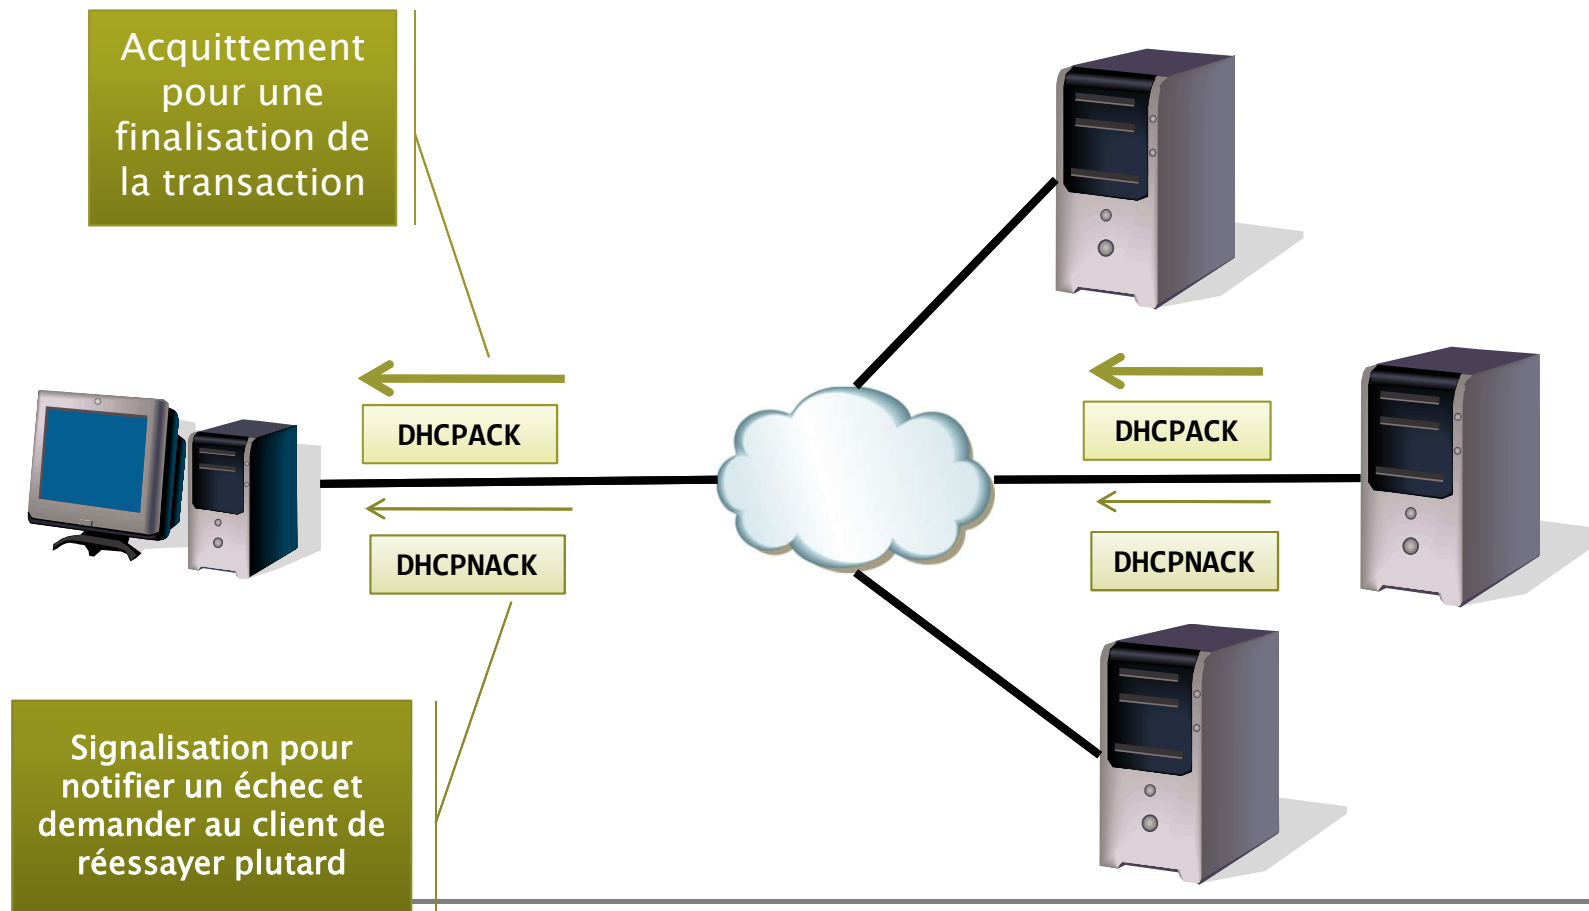 Acquittement
pour une
finalisation de
la transaction
DHCPACK
DHCPACK
DHCPNACK
DHCPNACK
Signalisation pour
notifier un échec et
demander au client de
réessayer plutard